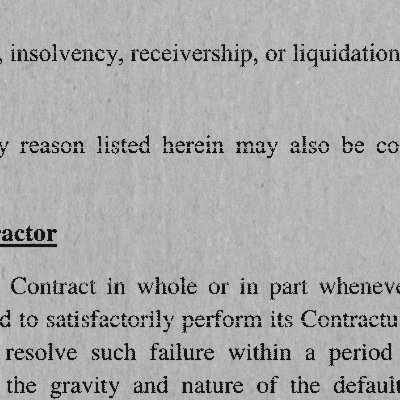 , insolvency, receivership, or liquidation
y reason listed herein may also be co
ractor
Contract in whole or in part wheneve
d to satisfactorily perform its Contractu
resolve such failure within a period
the gravity and nature of the default